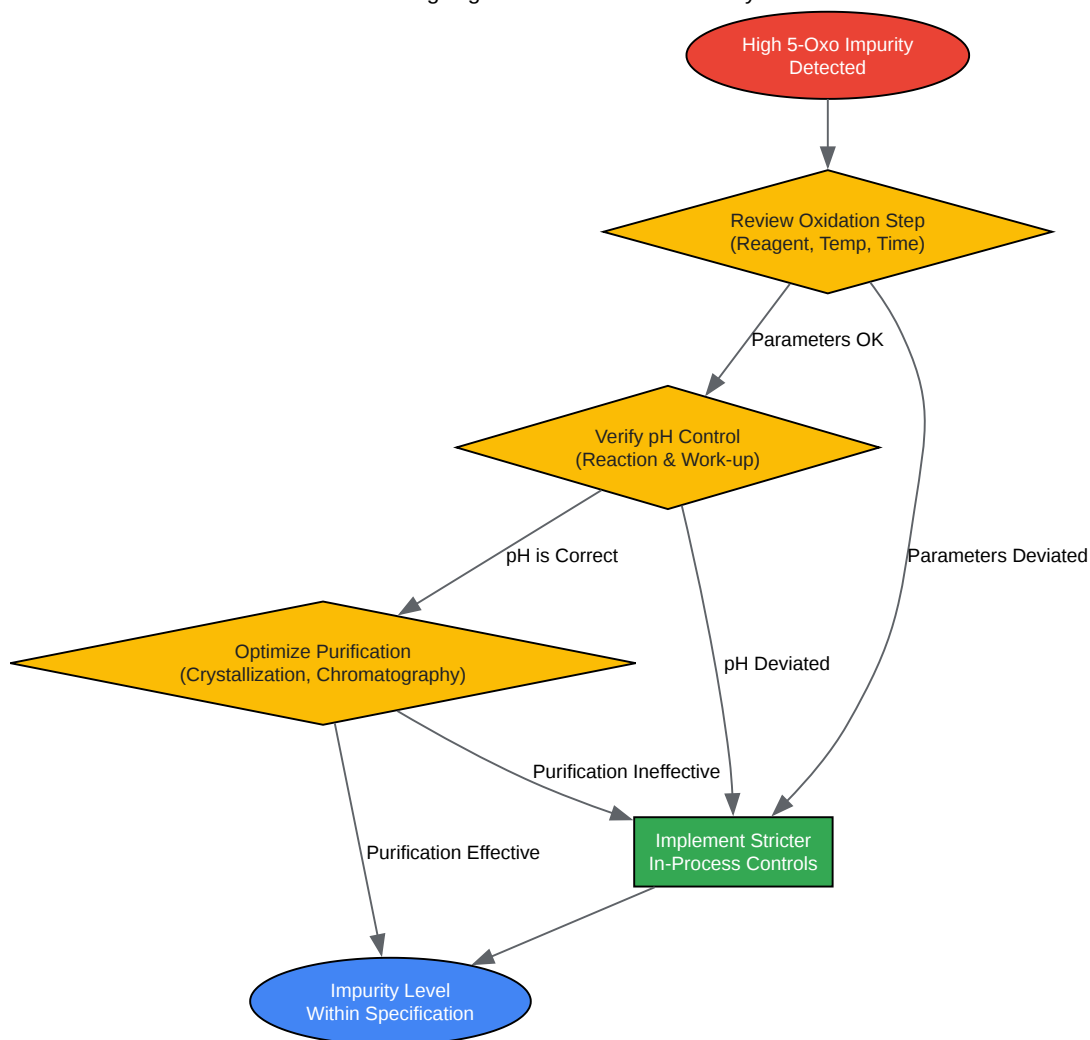 High 5-Oxo Impurity
Detected
Review Oxidation Step
(Reagent, Temp, Time)
Parameters OK
Verify pH Control
(Reaction & Work-up)
pH is Correct
Parameters Deviated
Optimize Purification
(Crystallization, Chromatography)
pH Deviated
Purification Ineffective
Implement Stricter
In-Process Controls
Purification Effective
Impurity Level
Within Specification